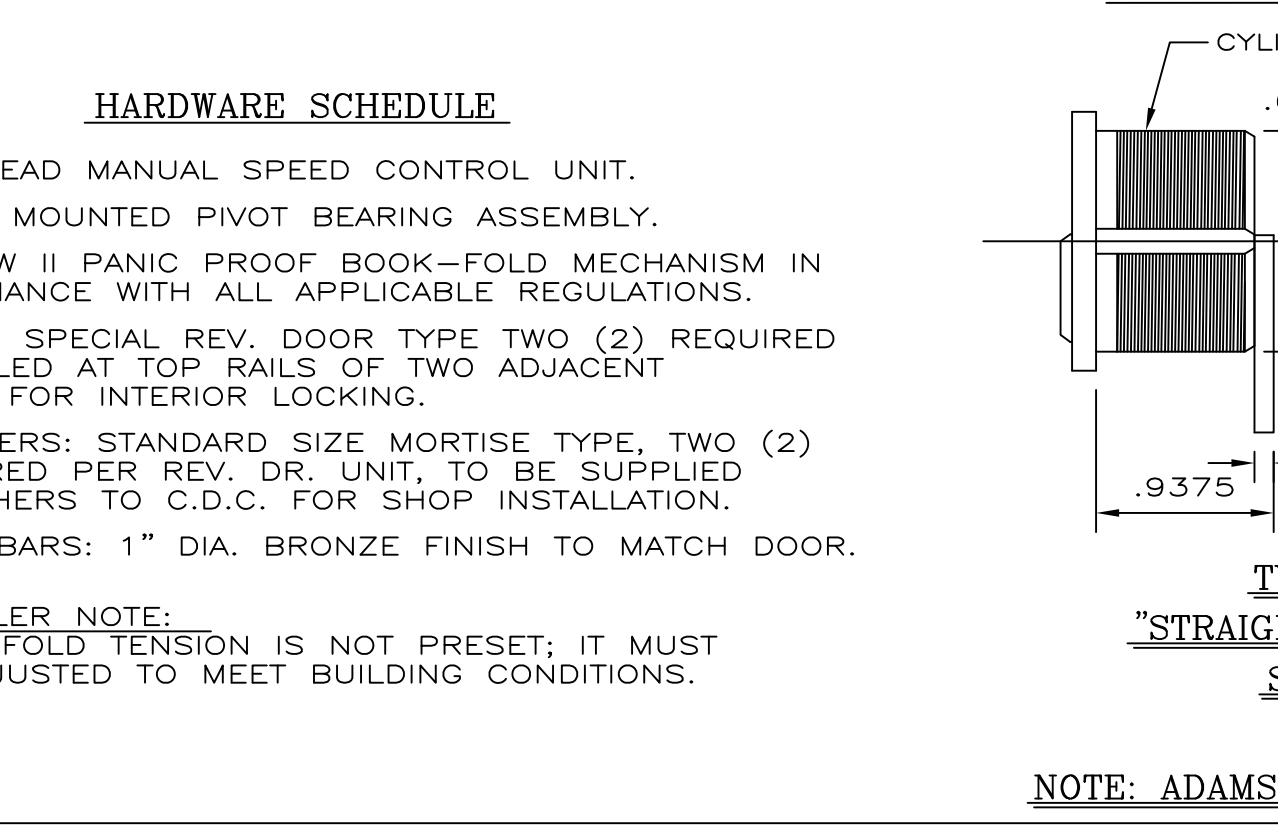 HARDWARE SCHEDULE
EAD MANUAL SPEED CONTROL UNIT.
MOUNTED PIVOT BEARING ASSEMBLY.
W II PANIC PROOF BOOK-FOLD MECHANISM IN
IANCE WITH ALL APPLICABLE REGULATIONS.
SPECIAL REV. DOOR TYPE TWO (2) REQUIRED
LED AT TOP RAILS OF TWO ADJACENT
FOR INTERIOR LOCKING.
ERS: STANDARD SIZE MORTISE TYPE, TWO (2)
RED PER REV. DR. UNIT, TO BE SUPPLIED
HERS TO C.D.C. FOR SHOP INSTALLATION.
BARS: 1" DIA. BRONZE FINISH TO MATCH DOOR.
LER NOTE:
FOLD TENSION IS NOT PRESET; IT MUST
JUSTED TO MEET BUILDING CONDITIONS.
CYLI
.9375
"STRAIG
NOTE: ADAMS